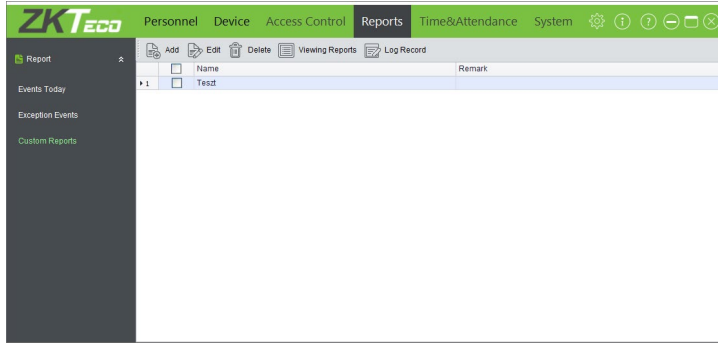 ZKTeco Personnel Device Access Control Reports Time&Attendance System
Report
Add Edit Delete Viewing Reports Log Record
Name Remark
1 Teszt
Events Today
Exception Events
Custom Reports